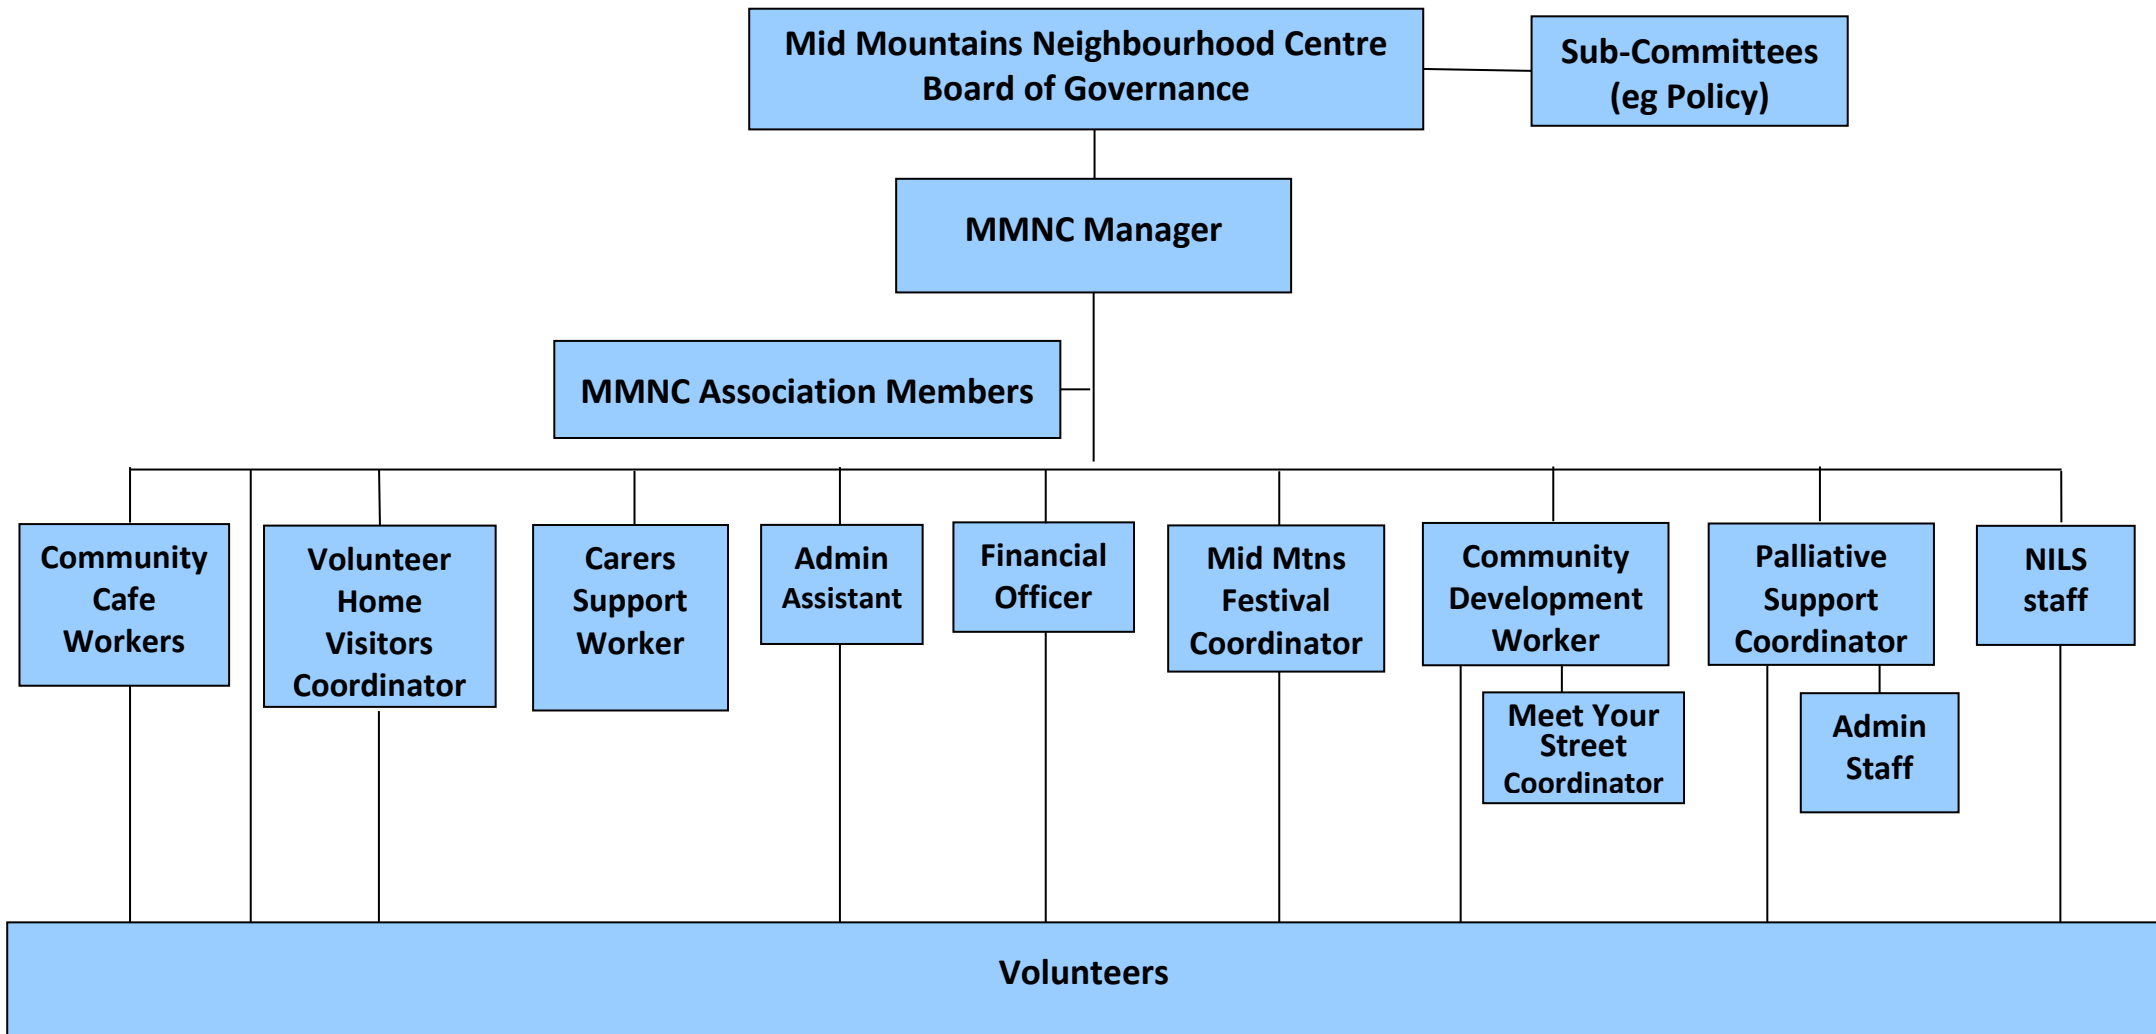 Mid Mountains Neighbourhood Centre
Board of Governance
Sub-Committees
(eg Policy)
MMNC Manager
MMNC Association Members
Community
Cafe
Workers
Volunteer
Home
Visitors
Coordinator
Carers
Support
Worker
Admin
Assistant
Financial
Officer
Mid Mtns
Festival
Coordinator
Community
Development
Worker
Palliative
Support
Coordinator
NILS
staff
Meet Your
Street
Coordinator
Admin
Staff
Volunteers